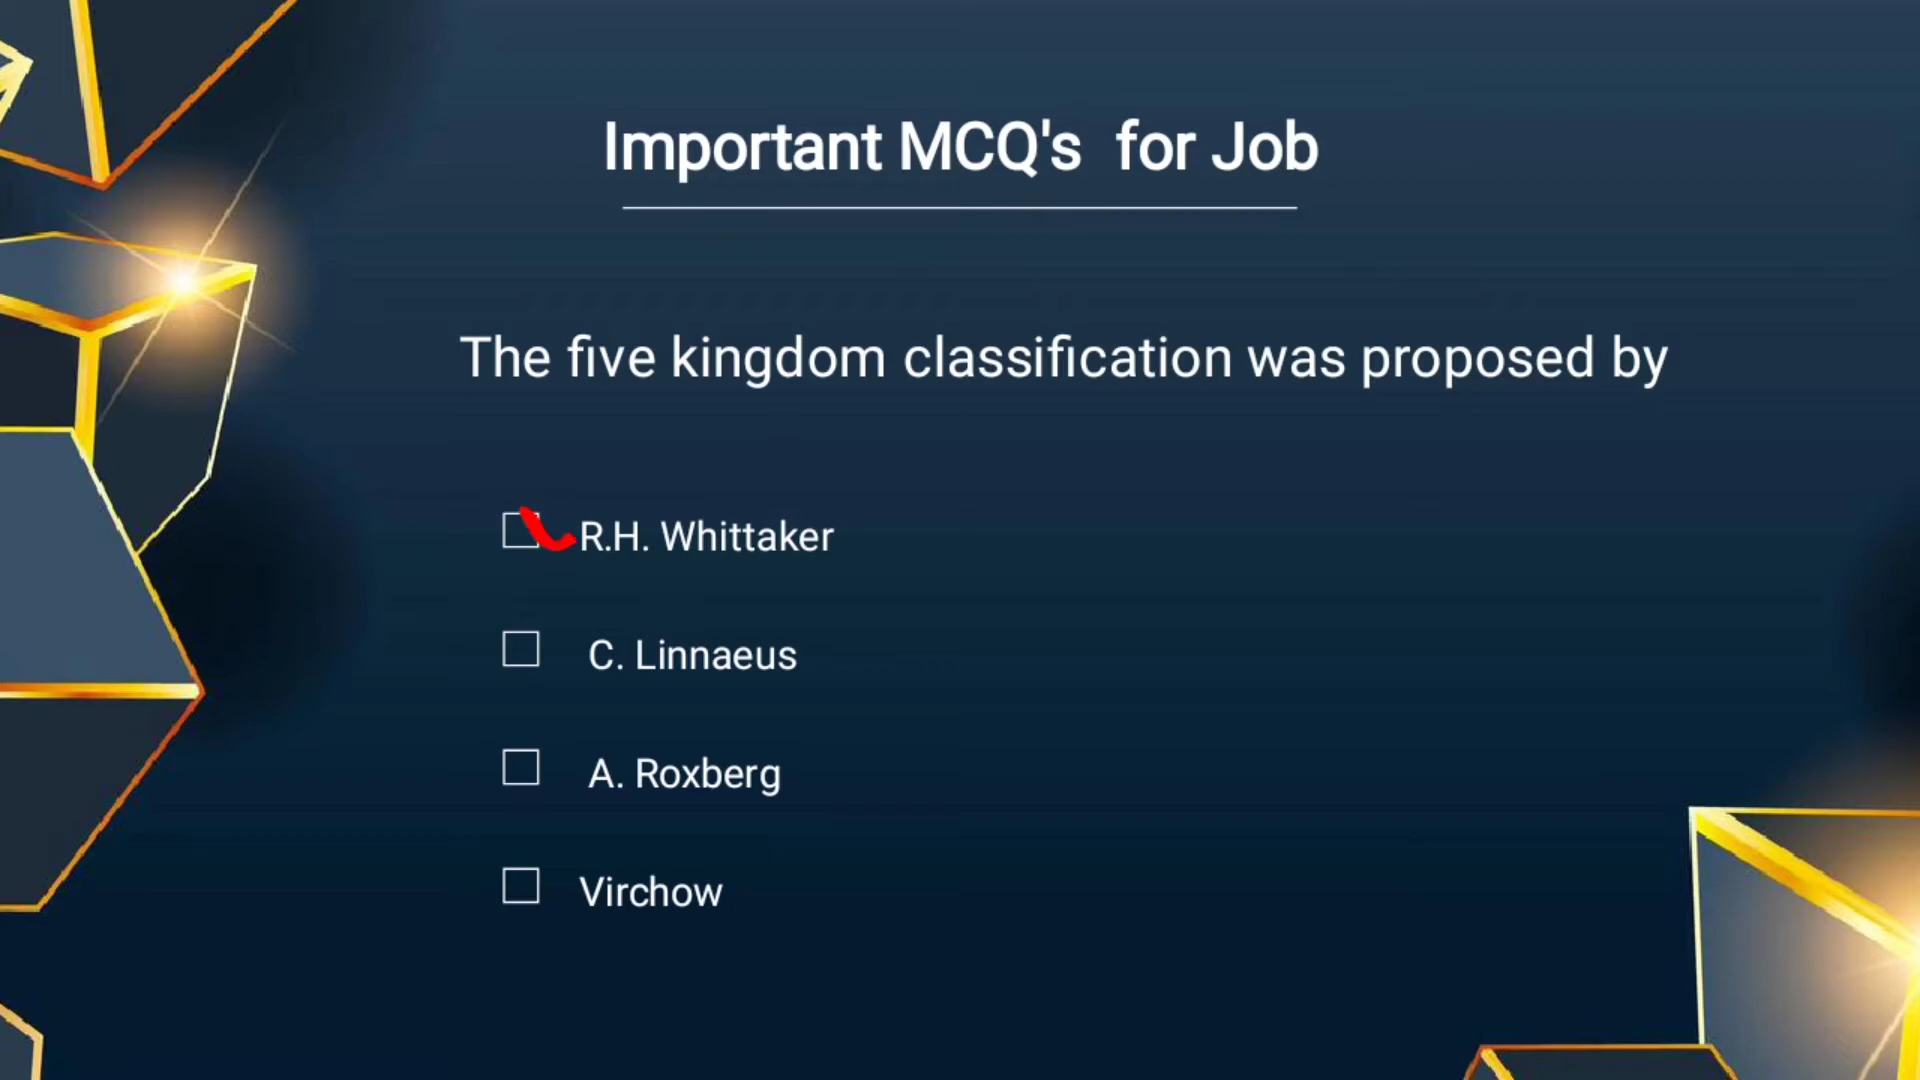 Important MCQ's for Job
The five kingdom classification was proposed by
R.H. Whittaker
C. Linnaeus
A. Roxberg
Virchow